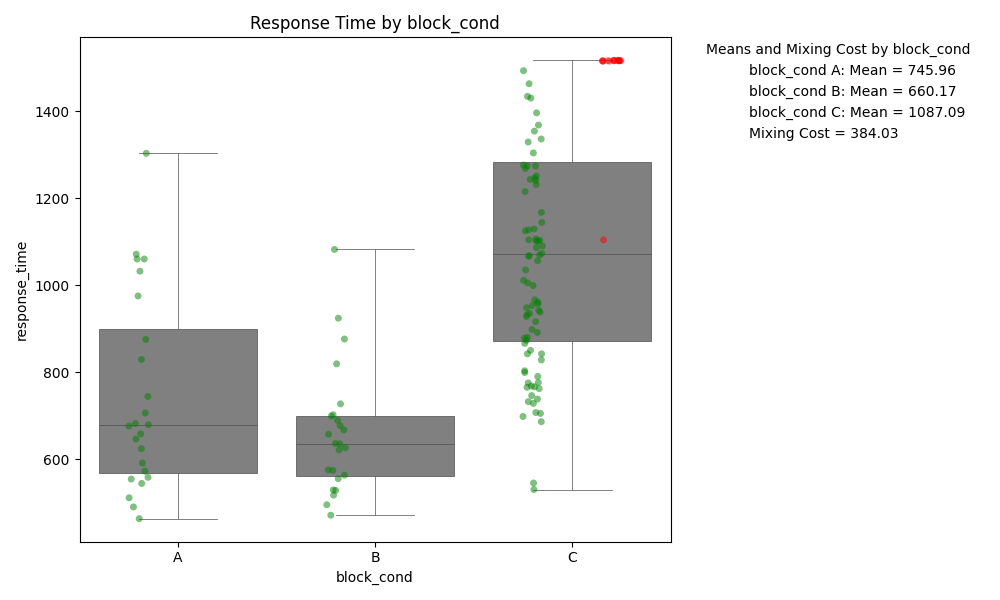 Response Time by block_cond
Means and Mixing Cost by block_cond
block_cond A: Mean = 745.96
block_cond B: Mean = 660.17
block_cond C: Mean = 1087.09
Mixing Cost = 384.03
response_time
1400
1200
1000
800
600
A
B
C
block_cond